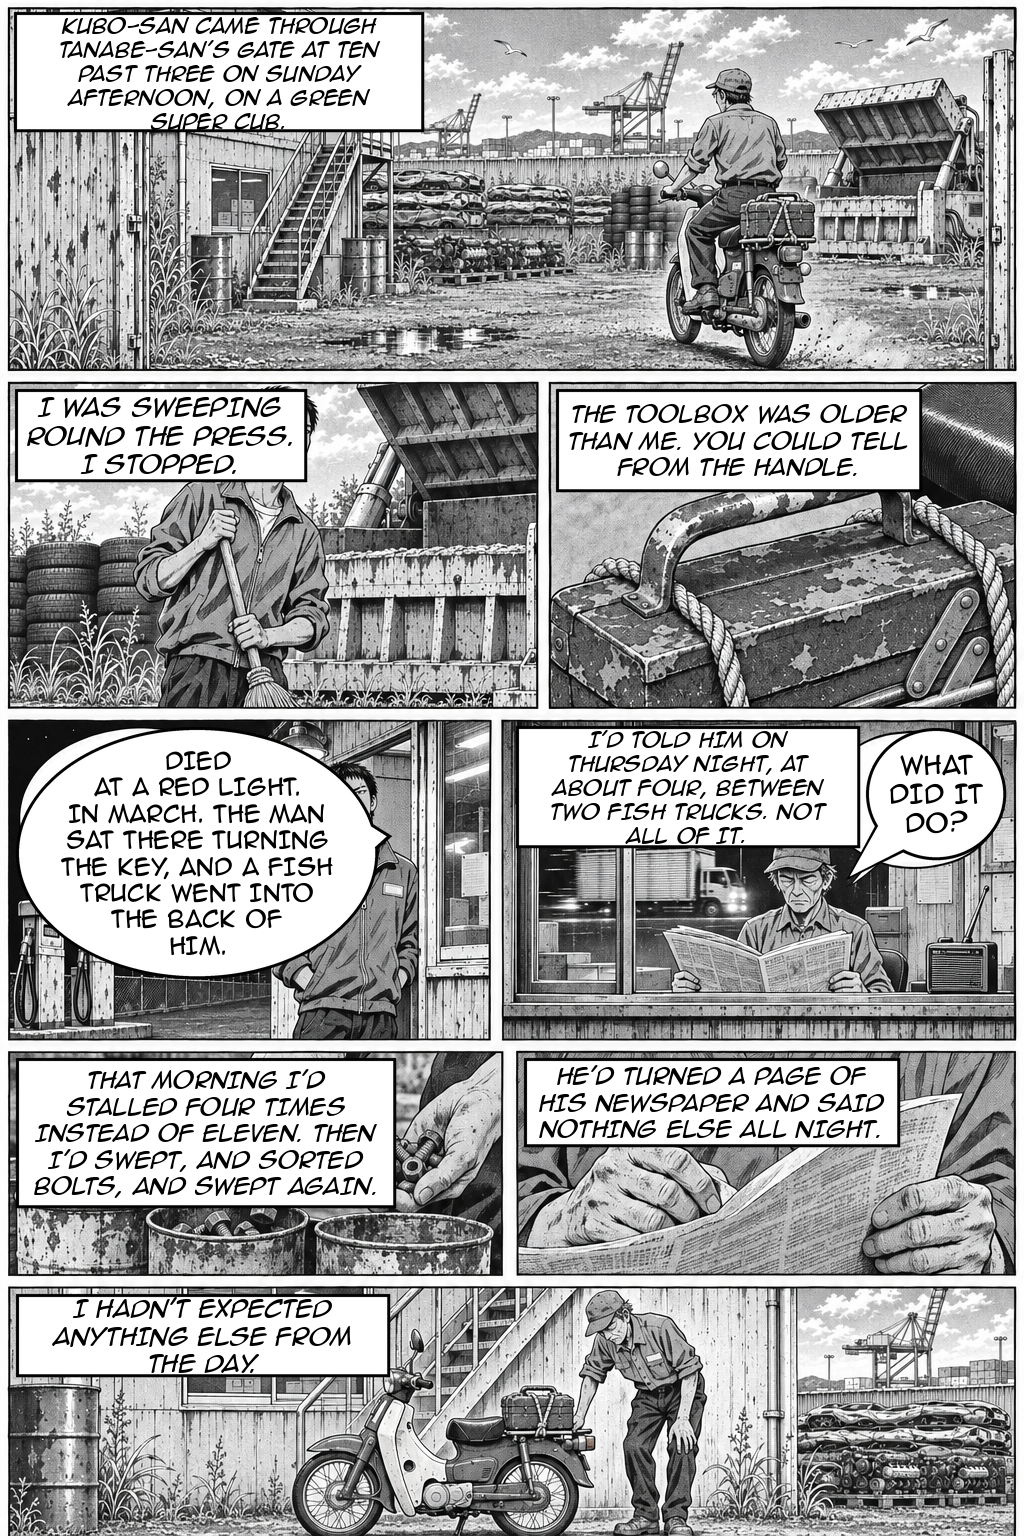 KUBO-SAN CAME THROUGH
TANABE-SAN'S GATE AT TEN
PAST THREE ON SUNDAY
AFTERNOON, ON A GREEN
SUPER CUB.
I WAS SWEEPING
ROUND THE PRESS.
I STOPPED.
THE TOOLBOX WAS OLDER
THAN ME. YOU COULD TELL
FROM THE HANDLE.
DIED
AT A RED LIGHT.
IN MARCH. THE MAN
SAT THERE TURNING
THE KEY, AND A FISH
TRUCK WENT INTO
THE BACK OF
HIM.
I'D TOLD HIM ON
THURSDAY NIGHT, AT
ABOUT FOUR, BETWEEN
TWO FISH TRUCKS. NOT
ALL OF IT.
WHAT
DID IT
DO?
THAT MORNING I'D
STALLED FOUR TIMES
INSTEAD OF ELEVEN. THEN
I'D SWEPT, AND SORTED
BOLTS, AND SWEPT AGAIN.
HE'D TURNED A PAGE OF
HIS NEWSPAPER AND SAID
NOTHING ELSE ALL NIGHT.
I HADN'T EXPECTED
ANYTHING ELSE FROM
THE DAY.